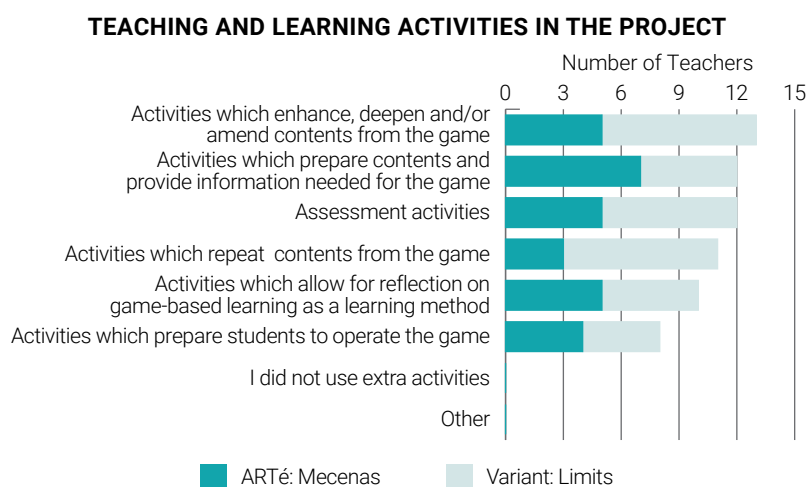 TEACHING AND LEARNING ACTIVITIES IN THE PROJECT
Number of Teachers
0 3 6 9 12 15
Activities which enhance, deepen and/or
amend contents from the game
Activities which prepare contents and
provide information needed for the game
Assessment activities
Activities which repeat contents from the game
Activities which allow for reflection on
game-based learning as a learning method
Activities which prepare students to operate the game
I did not use extra activities
Other
ARTé: Mecenas Variant: Limits